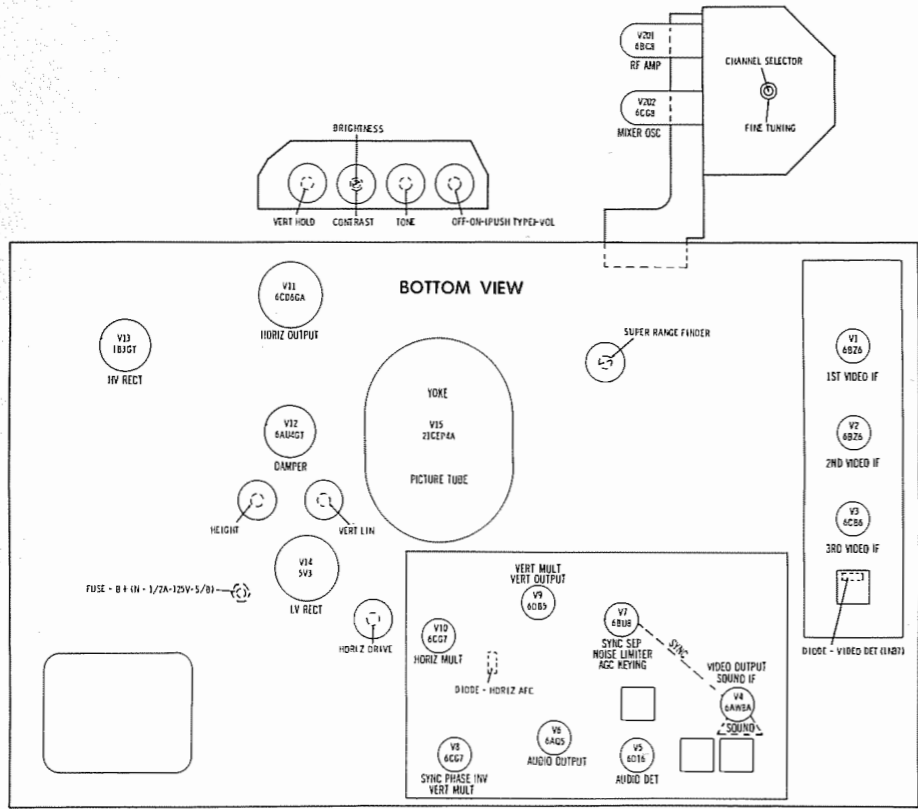 V201
6BC8
RF AMP
CHANNEL SELECTOR
V202
6CG8
MIXER OSC
FINE TUNING
BRIGHTNESS
VERT HOLD
CONTRAST
TONE
OFF-ON-(PUSH TYPE)-VOL
BOTTOM VIEW
V11
6CD6GA
HORIZ OUTPUT
V13
1B3GT
HV RECT
SUPER RANGE FINDER
V1
6BZ6
1ST VIDEO IF
YOKE
V15
21CEP4A
PICTURE TUBE
V12
6AU4GT
DAMPER
V2
6BZ6
2ND VIDEO IF
HEIGHT
VERT LIN
V3
6CB6
3RD VIDEO IF
V14
5V3
LV RECT
FUSE - B + (N - 1/2A-125V-S/B)
HORIZ DRIVE
VERT MULT
VERT OUTPUT
V9
6DB5
V7
6BU8
SYNC SEP
NOISE LIMITER
AGC KEYING
SYNC
V10
6CG7
HORIZ MULT
DIODE - HORIZ AFC
DIODE - VIDEO DET (1N87)
VIDEO OUTPUT
SOUND IF
V4
6AW8A
SOUND
V8
6CG7
SYNC PHASE INV
VERT MULT
V6
6AQ5
AUDIO OUTPUT
V5
6DT6
AUDIO DET